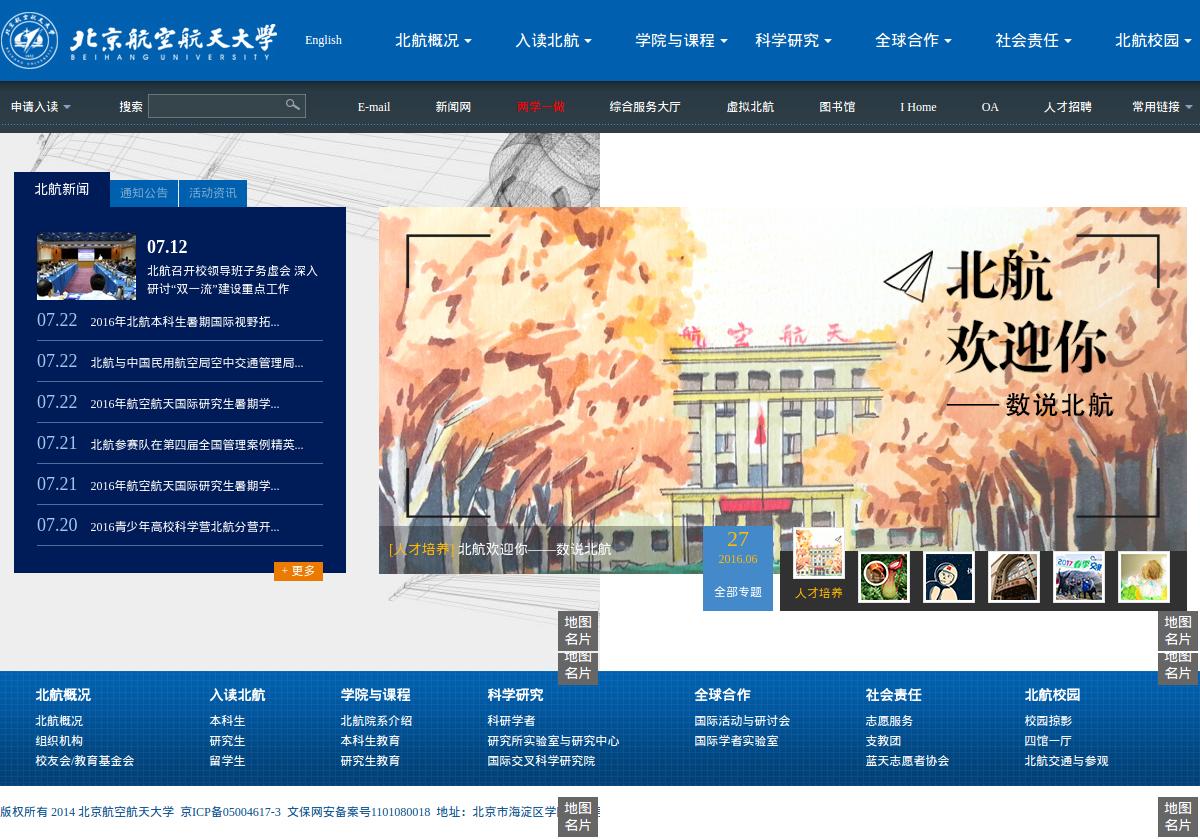 北京航空航天大學
BEIHANG UNIVERSITY
English
北航概况
入读北航
学院与课程
科学研究
全球合作
社会责任
北航校园
申请入读
搜索
E-mail
新闻网
两学一做
综合服务大厅
虚拟北航
图书馆
I Home
OA
人才招聘
常用链接
北航新闻
通知公告
活动资讯
07.12
北航召开校领导班子务虚会 深入
研讨“双一流”建设重点工作
07.22 2016年北航本科生暑期国际视野拓...
07.22 北航与中国民用航空局空中交通管理局...
07.22 2016年航空航天国际研究生暑期学...
07.21 北航参赛队在第四届全国管理案例精英...
07.21 2016年航空航天国际研究生暑期学...
07.20 2016青少年高校科学营北航分营开...
+ 更多
航空航天
北航
欢迎你
——数说北航
[人才培养] 北航欢迎你——数说北航
27
2016.06
全部专题
人才培养
2017春季
地图
名片
地图
名片
地图
名片
地图
名片
北航概况
北航概况
组织机构
校友会/教育基金会
入读北航
本科生
研究生
留学生
学院与课程
北航院系介绍
本科生教育
研究生教育
科学研究
科研学者
研究所实验室与研究中心
国际交叉科学研究院
全球合作
国际活动与研讨会
国际学者实验室
社会责任
志愿服务
支教团
蓝天志愿者协会
北航校园
校园掠影
四馆一厅
北航交通与参观
版权所有 2014 北京航空航天大学 京ICP备05004617-3 文保网安备案号1101080018 地址：北京市海淀区学
地图
名片
地图
名片